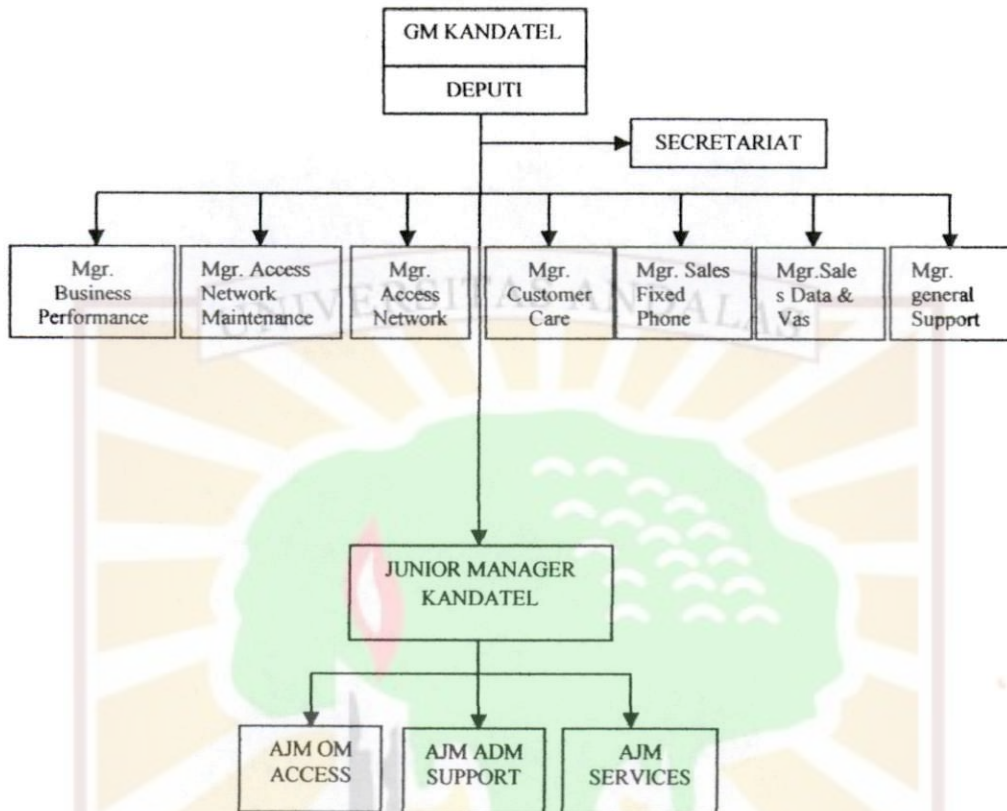 GM KANDATEL
DEPUTI
SECRETARIAT
Mgr.
Business
Performance
Mgr. Access
Network
Maintenance
Mgr.
Access
Network
Mgr.
Customer
Care
Mgr. Sales
Fixed
Phone
Mgr.Sale
s Data &
Vas
Mgr.
general
Support
UNIVERSITAS ANDALAS
JUNIOR MANAGER
KANDATEL
AJM OM
ACCESS
AJM ADM
SUPPORT
AJM
SERVICES